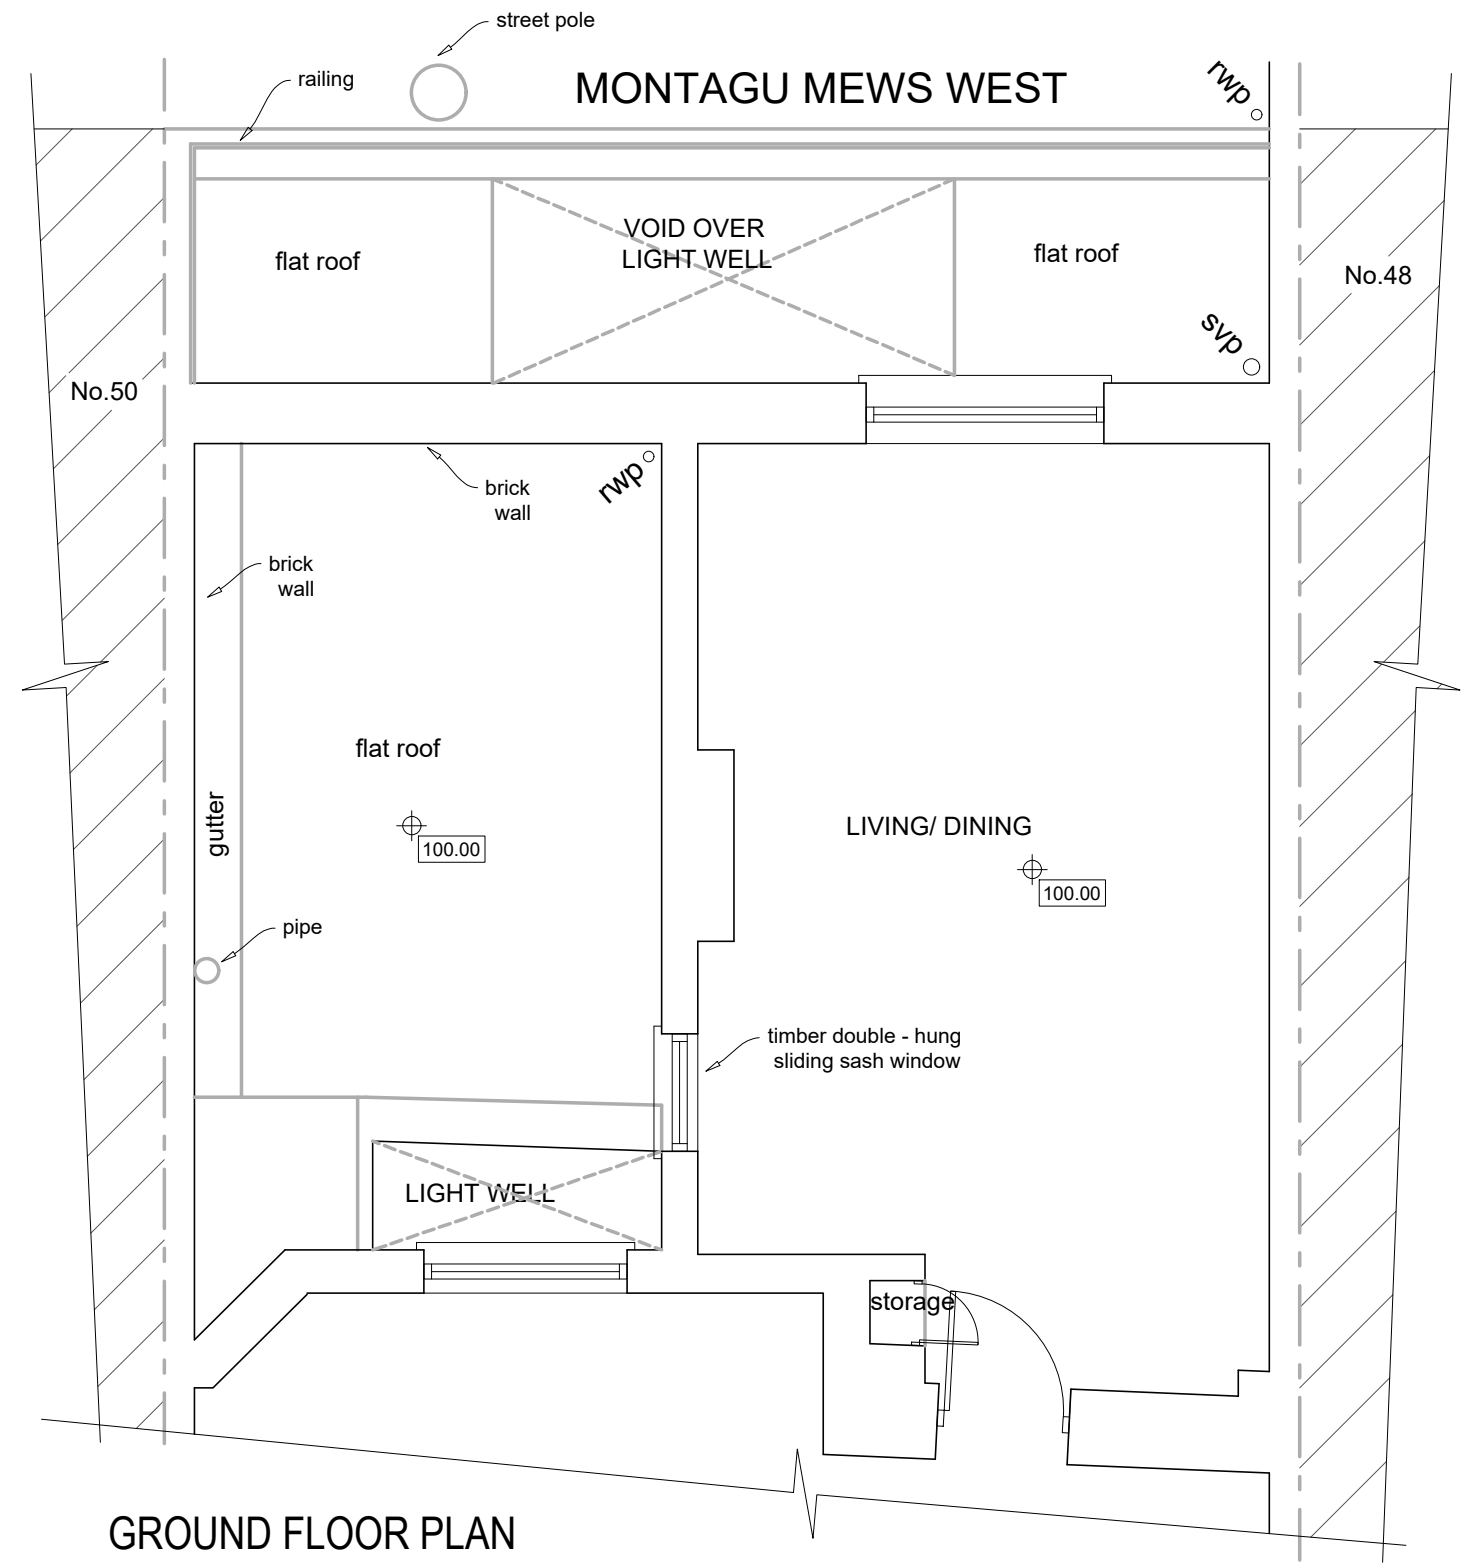 street pole
railing
MONTAGU MEWS WEST
rwp
VOID OVER
LIGHT WELL
flat roof
flat roof
No.48
svp
No.50
rwp
brick
wall
brick
wall
flat roof
gutter
LIVING/ DINING
100.00
100.00
pipe
timber double - hung
sliding sash window
LIGHT WELL
storage
GROUND FLOOR PLAN